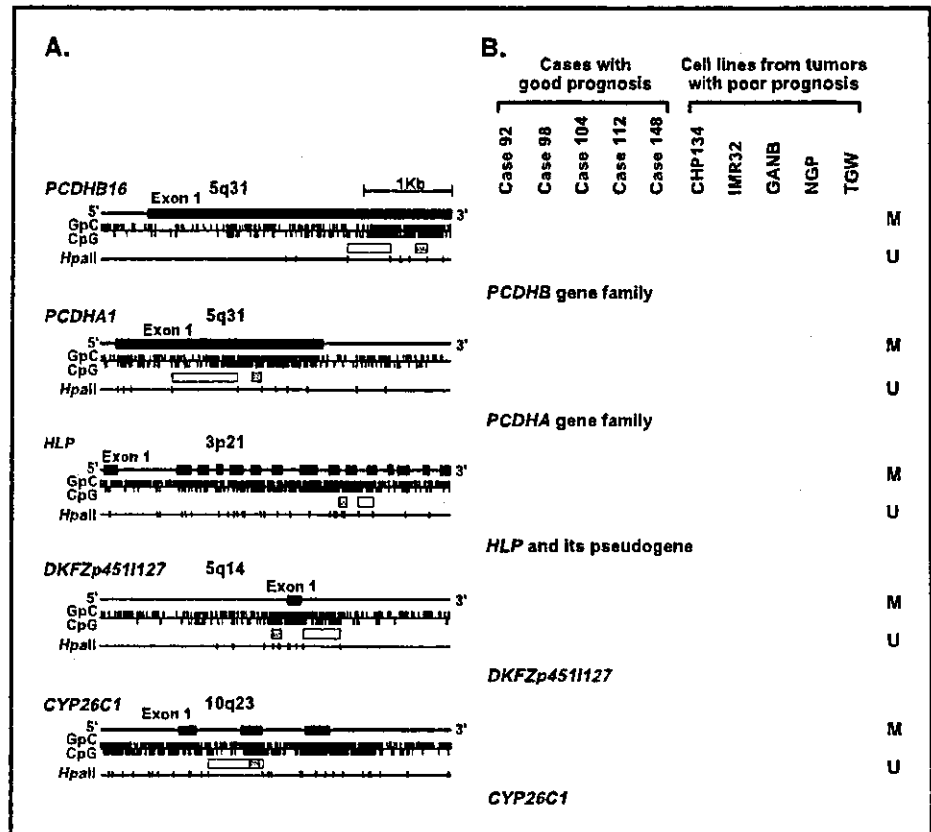 A.
PCDHB16 5q31
1Kb
Exon 1
5' 3'
GpC
CpG
HpaII
PCDHA1 5q31
Exon 1
5' 3'
GpC
CpG
HpaII
HLP 3p21
Exon 1
5' 3'
GpC
CpG
HpaII
DKFZp451I127 5q14
Exon 1
5' 3'
GpC
CpG
HpaII
CYP26C1 10q23
Exon 1
5' 3'
GpC
CpG
HpaII
B.
Cases with
good prognosis
Cell lines from tumors
with poor prognosis
Case 92
Case 98
Case 104
Case 112
Case 148
CHP134
IMR32
GANB
NGP
TGW
M
U
PCDHB gene family
M
U
PCDHA gene family
M
U
HLP and its pseudogene
M
U
DKFZp451I127
M
U
CYP26C1